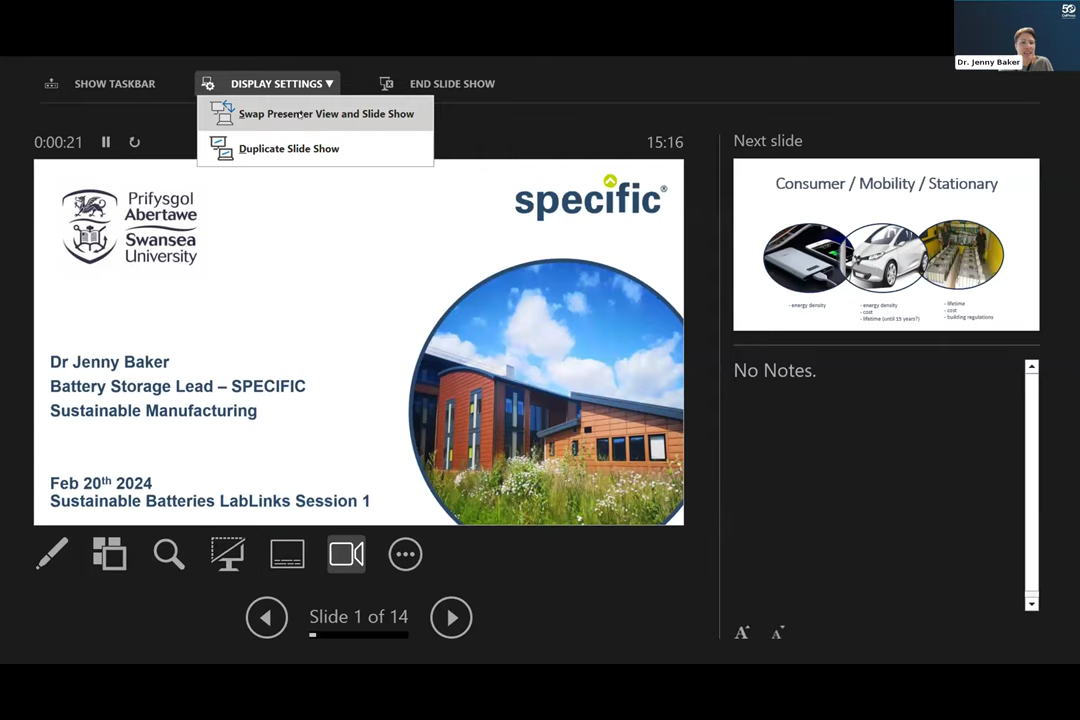 50
CellPress
Dr. Jenny Baker
SHOW TASKBAR
DISPLAY SETTINGS ▼
END SLIDE SHOW
Swap Presenter View and Slide Show
Duplicate Slide Show
0:00:21
15:16
Prifysgol
Abertawe
Swansea
University
specific®
Dr Jenny Baker
Battery Storage Lead – SPECIFIC
Sustainable Manufacturing
Feb 20th 2024
Sustainable Batteries LabLinks Session 1
Slide 1 of 14
Next slide
Consumer / Mobility / Stationary
- energy density
- energy density
- cost
- lifetime (until 15 years?)
- lifetime
- cost
- building regulations
No Notes.
A A